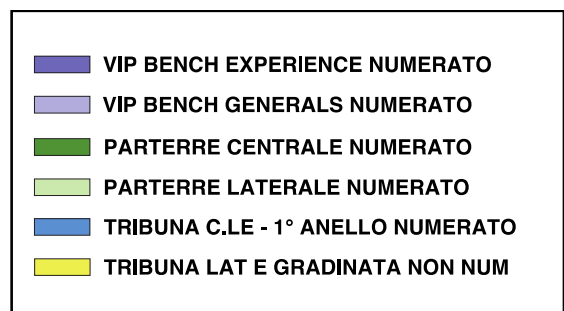 VIP BENCH EXPERIENCE NUMERATO
VIP BENCH GENERALS NUMERATO
PARTERRE CENTRALE NUMERATO
PARTERRE LATERALE NUMERATO
TRIBUNA C.LE - 1° ANELLO NUMERATO
TRIBUNA LAT E GRADINATA NON NUM